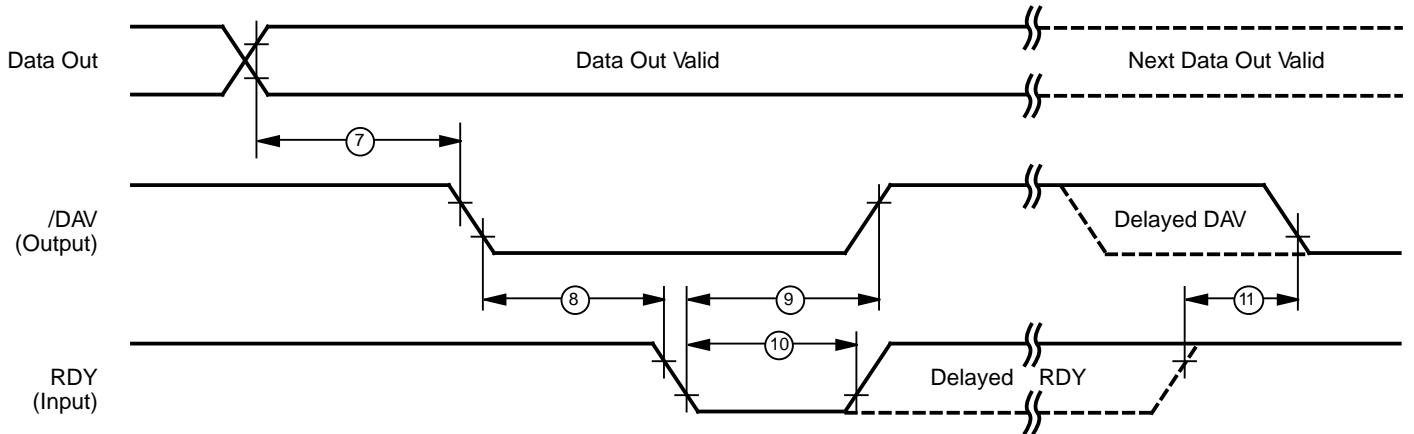 Data Out
Data Out Valid
Next Data Out Valid
7
/DAV
(Output)
Delayed DAV
8
9
11
10
RDY
(Input)
Delayed RDY